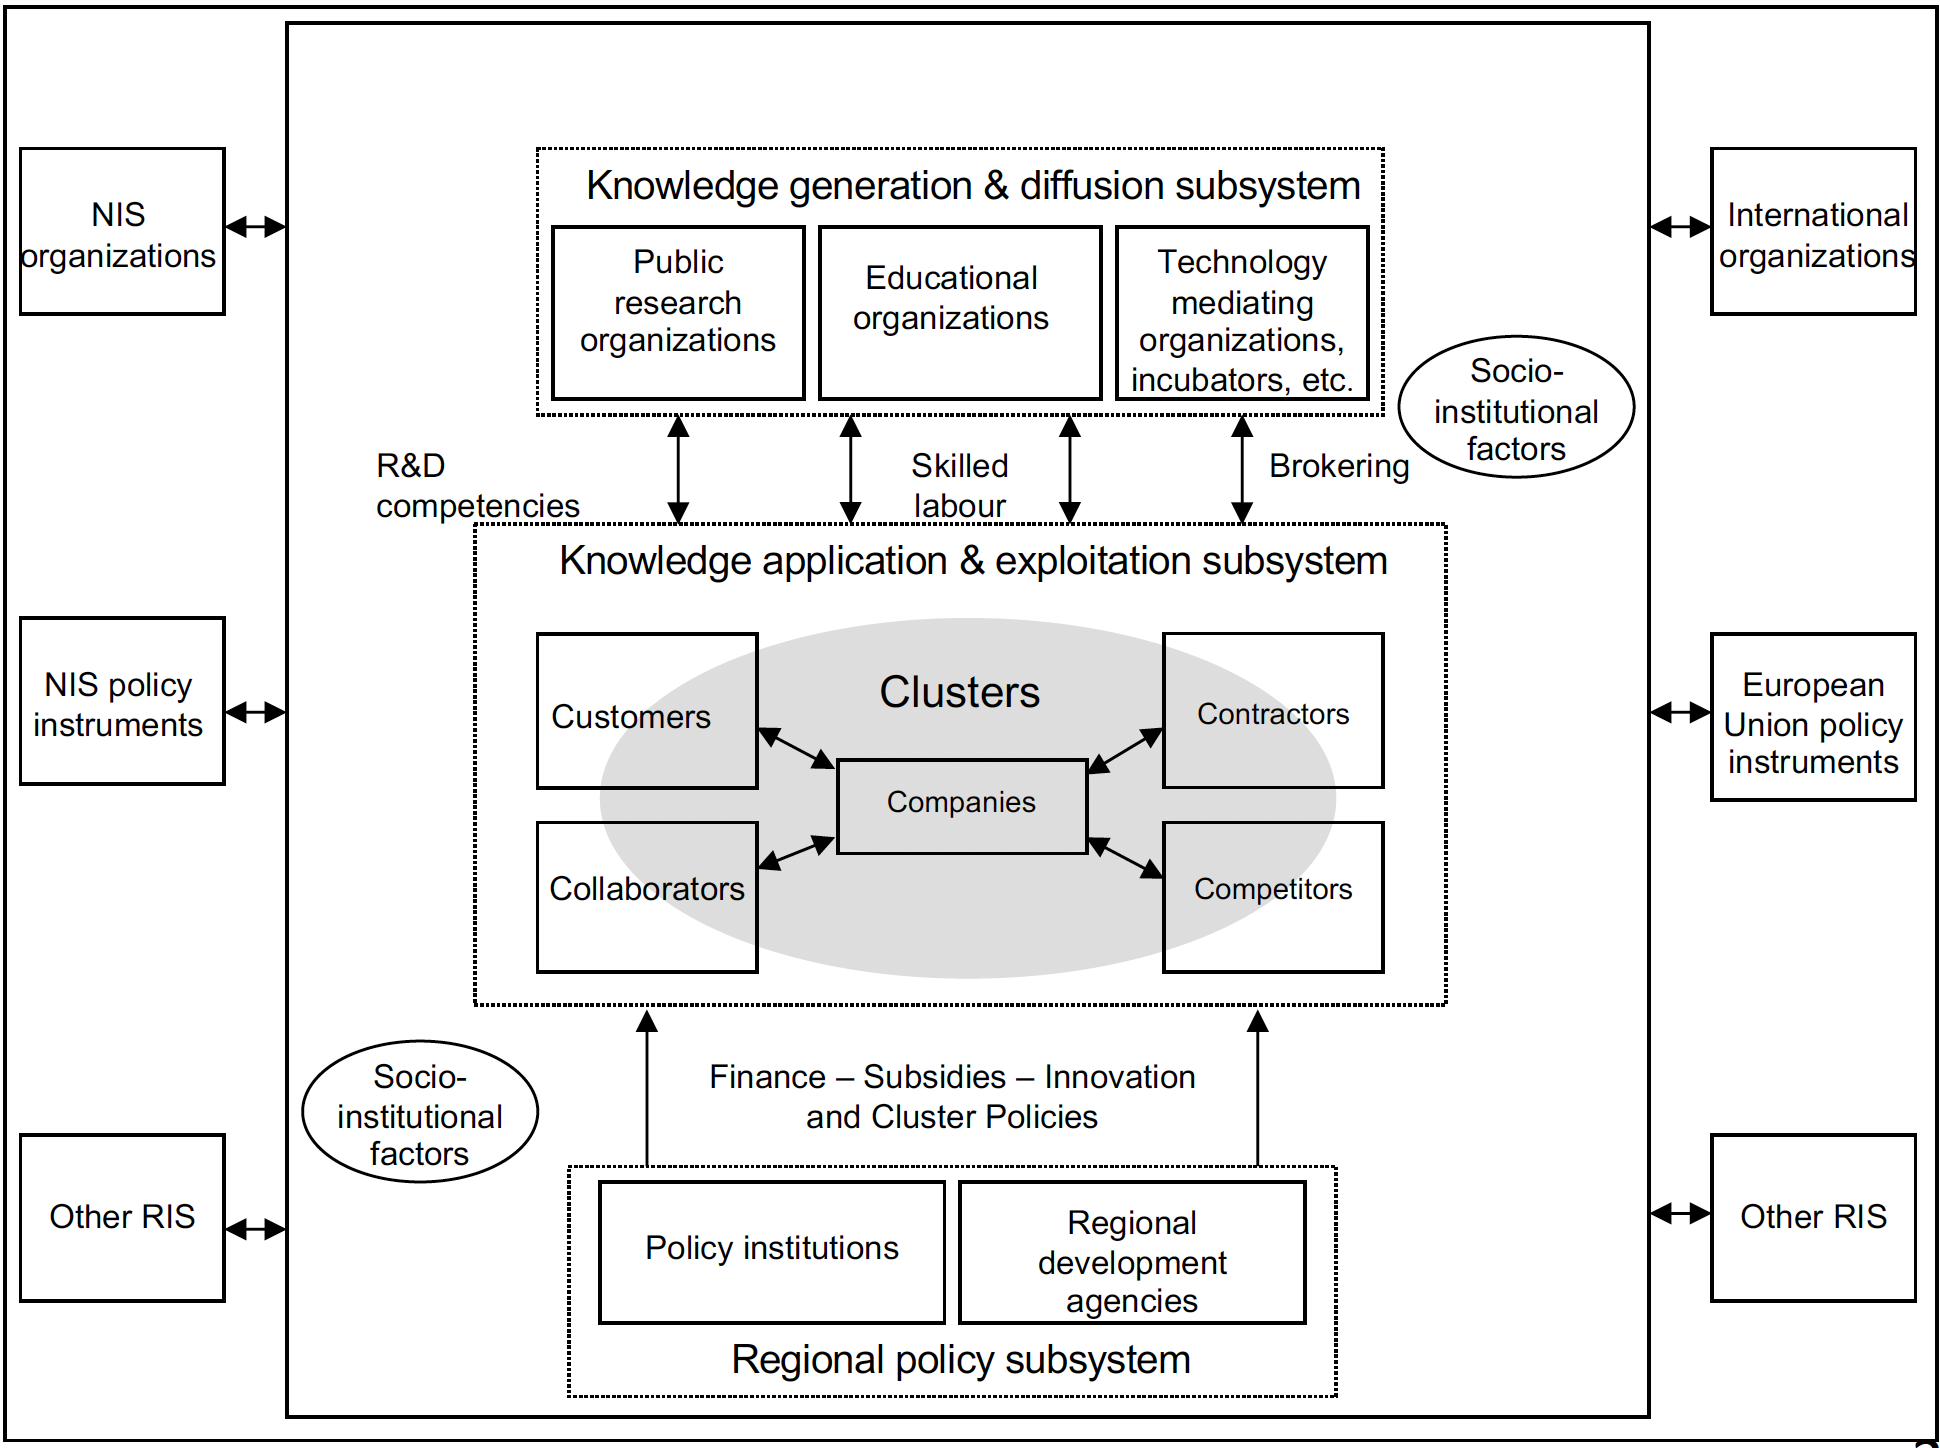 Knowledge generation & diffusion subsystem
NIS
organizations
Public
research
organizations
Educational
organizations
Technology
mediating
organizations,
incubators, etc.
International
organizations
Socio-
institutional
factors
R&D
competencies
Skilled
labour
Brokering
Knowledge application & exploitation subsystem
NIS policy
instruments
Customers
Clusters
Contractors
European
Union policy
instruments
Companies
Collaborators
Competitors
Socio-
institutional
factors
Finance – Subsidies – Innovation
and Cluster Policies
Other RIS
Policy institutions
Regional
development
agencies
Other RIS
Regional policy subsystem